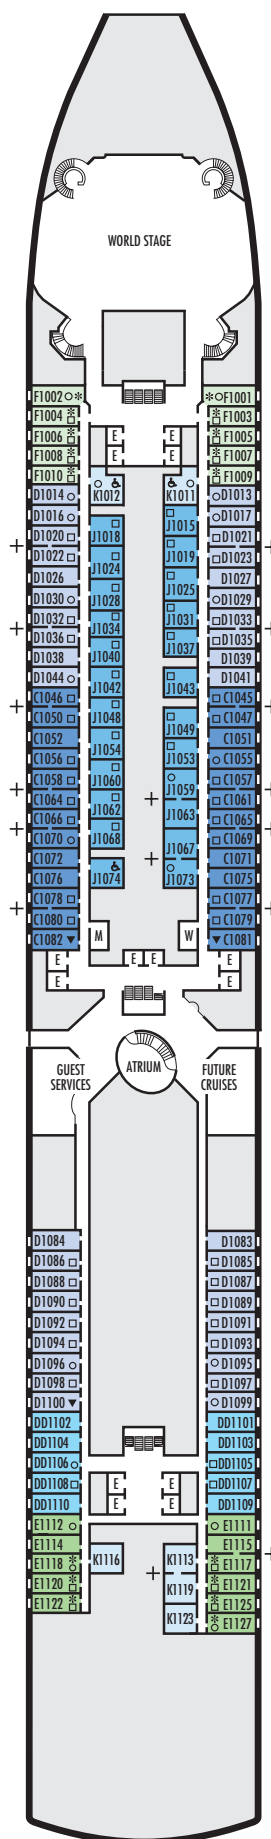 WORLD STAGE
F1002 F1001
F1004 E F1003
F1006 F1005
F1008 E F1007
F1010 F1009
K1012 K1011
D1014 D1013
D1016 J1015 D1017
D1020 J1018 D1021
D1022 J1019 D1023
D1026 J1024 J1025 D1027
D1030 J1028 D1029
D1032 J1034 J1031 D1033
D1036 J1037 D1035
D1038 J1040 D1039
D1044 J1042 J1043 D1041
C1046 C1045
C1050 J1048 J1049 C1047
C1052 J1054 C1051
C1056 J1053 C1055
C1058 J1060 J1059 C1057
C1064 J1062 J1063 C1061
C1066 J1068 C1065
C1070 C1069
C1072 J1067 C1071
C1076 J1074 J1073 C1075
C1078 C1077
C1080 C1079
C1082 M W C1081
E E E E
E E
GUEST SERVICES ATRIUM FUTURE CRUISES
D1084 D1083
D1086 D1085
D1088 D1087
D1090 D1089
D1092 D1091
D1094 D1093
D1096 D1095
D1098 D1097
D1100 D1099
DD1102 DD1101
DD1104 DD1103
DD1106 DD1105
DD1108 E E DD1107
DD1110 E E DD1109
E1112 E1111
E1114 E1115
E1118 K1116 K1113 E1117
E1120 K1119 E1121
E1122 K1123 E1125
E1127